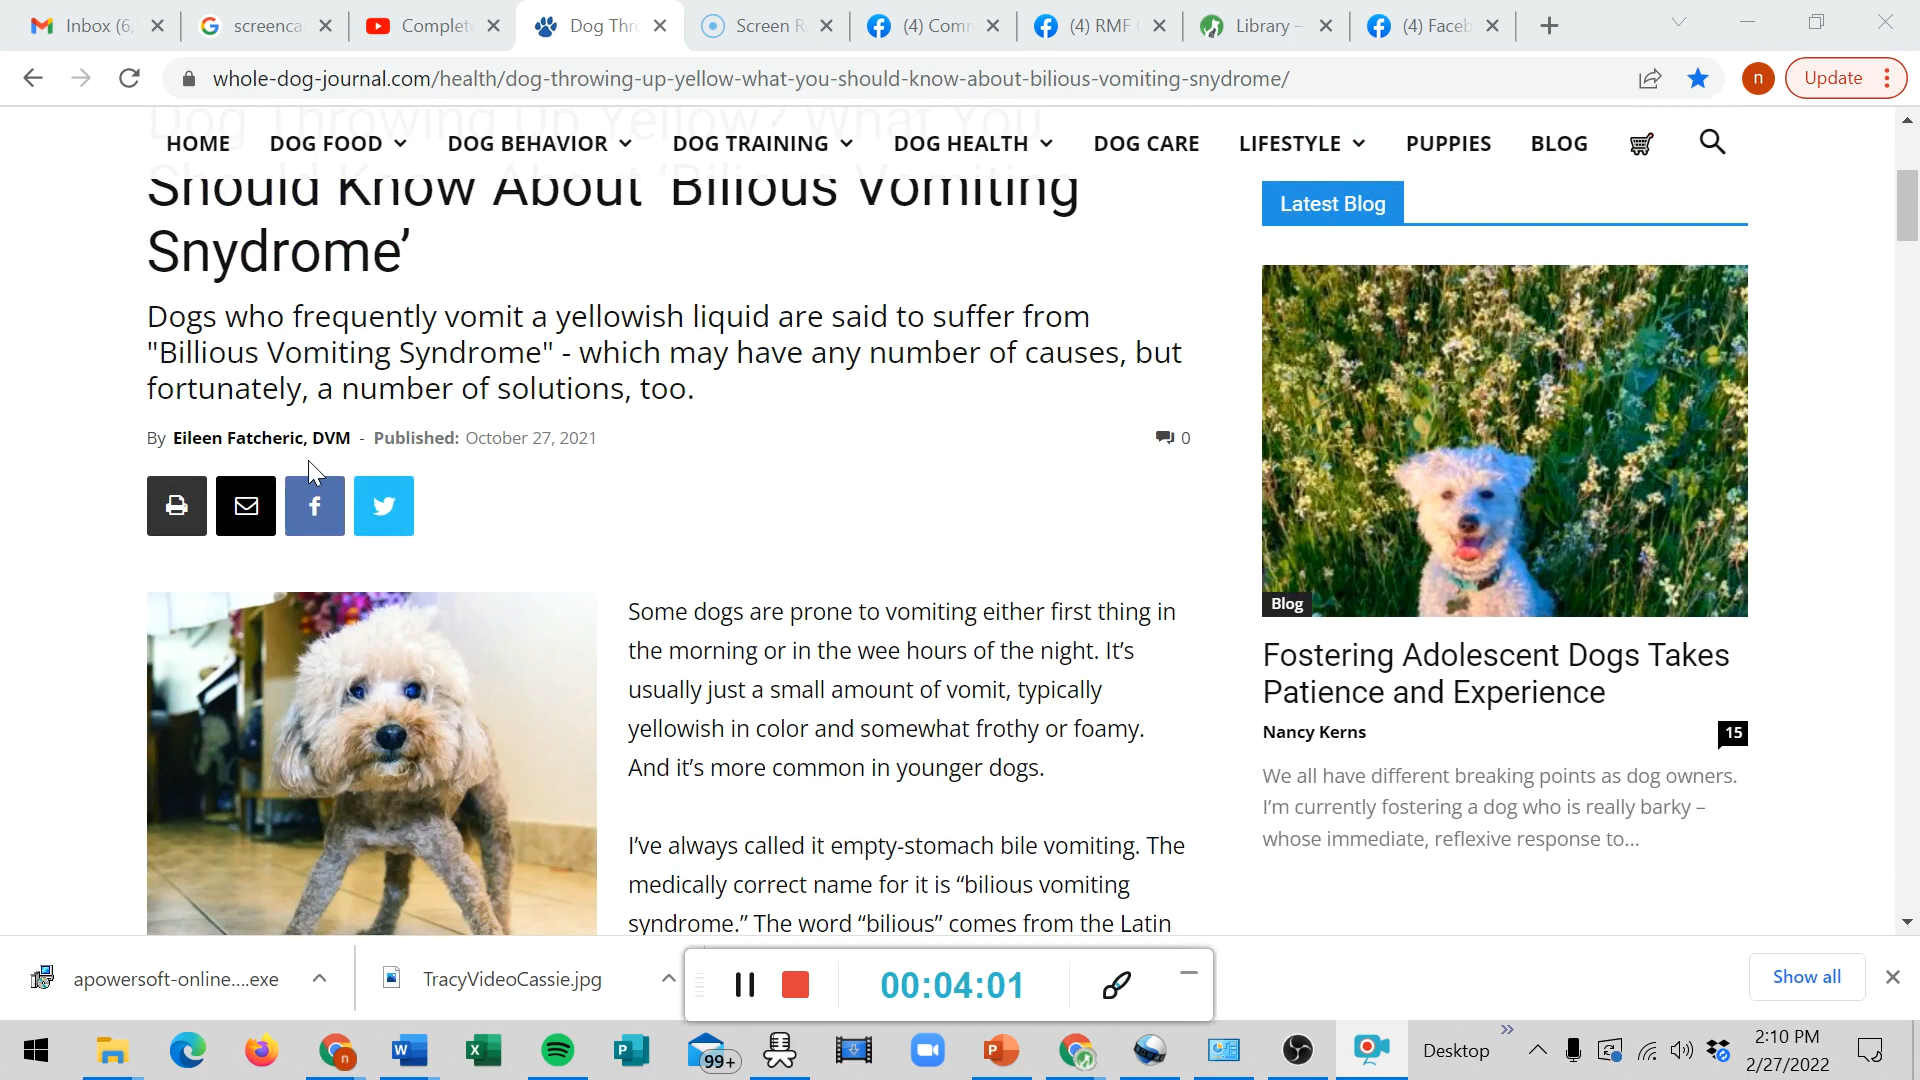 Inbox (6,
screenca
Complet
Dog Thro
Screen R
(4) Comm
(4) RMF
Library –
(4) Faceb
whole-dog-journal.com/health/dog-throwing-up-yellow-what-you-should-know-about-bilious-vomiting-snydrome/
n
Update
Dog Throwing Up Yellow? What You
HOME DOG FOOD DOG BEHAVIOR DOG TRAINING DOG HEALTH DOG CARE LIFESTYLE PUPPIES BLOG
Should Know About ‘Bilious Vomiting
Snydrome’
Dogs who frequently vomit a yellowish liquid are said to suffer from
"Billious Vomiting Syndrome" - which may have any number of causes, but
fortunately, a number of solutions, too.
By Eileen Fatcheric, DVM - Published: October 27, 2021
0
Some dogs are prone to vomiting either first thing in
the morning or in the wee hours of the night. It’s
usually just a small amount of vomit, typically
yellowish in color and somewhat frothy or foamy.
And it’s more common in younger dogs.
I’ve always called it empty-stomach bile vomiting. The
medically correct name for it is “bilious vomiting
syndrome.” The word “bilious” comes from the Latin
Latest Blog
Blog
Fostering Adolescent Dogs Takes
Patience and Experience
Nancy Kerns
15
We all have different breaking points as dog owners.
I’m currently fostering a dog who is really barky –
whose immediate, reflexive response to...
apowersoft-online....exe
TracyVideoCassie.jpg
00:04:01
Show all
99+
Desktop
2:10 PM
2/27/2022